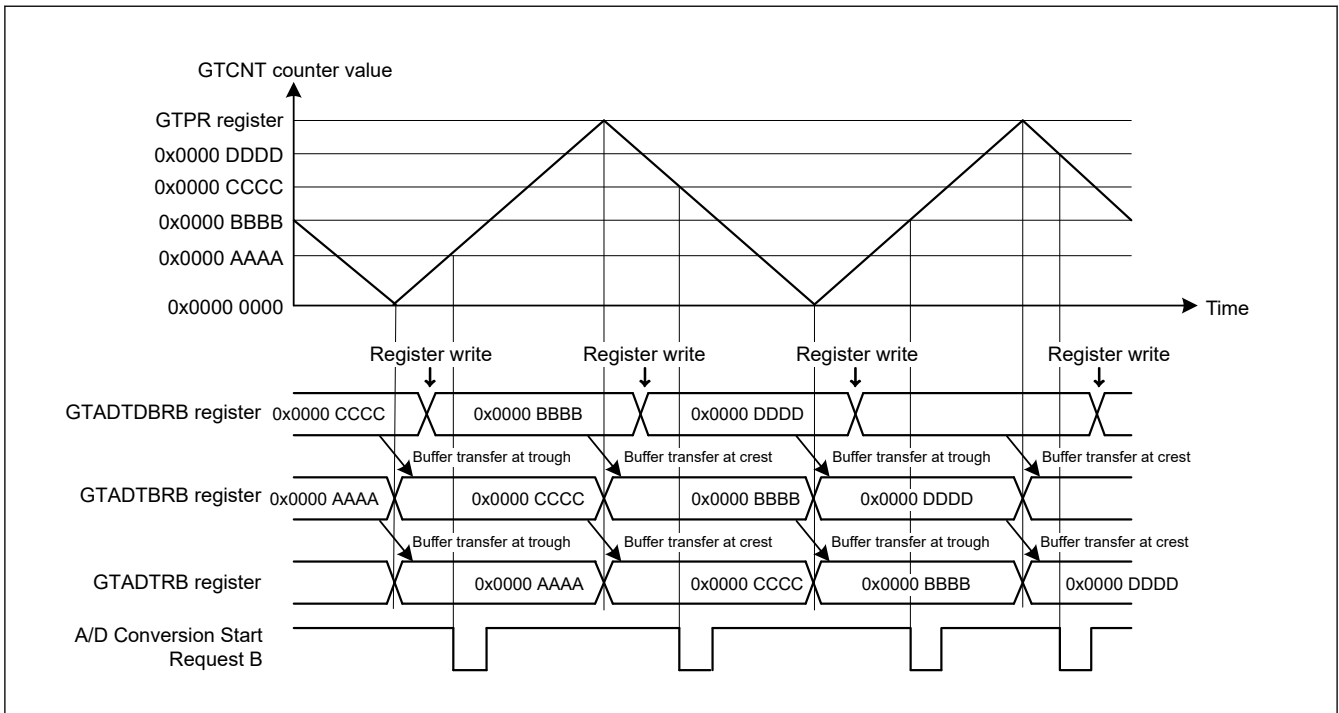 GTCNT counter value
GTPR register
0x0000 DDDD
0x0000 CCCC
0x0000 BBBB
0x0000 AAAA
0x0000 0000
Time
Register write Register write Register write Register write
GTADTDBRB register 0x0000 CCCC 0x0000 BBBB 0x0000 DDDD
Buffer transfer at trough Buffer transfer at crest Buffer transfer at trough Buffer transfer at crest
GTADTBRB register 0x0000 AAAA 0x0000 CCCC 0x0000 BBBB 0x0000 DDDD
Buffer transfer at trough Buffer transfer at crest Buffer transfer at trough Buffer transfer at crest
GTADTRB register 0x0000 AAAA 0x0000 CCCC 0x0000 BBBB 0x0000 DDDD
A/D Conversion Start
Request B